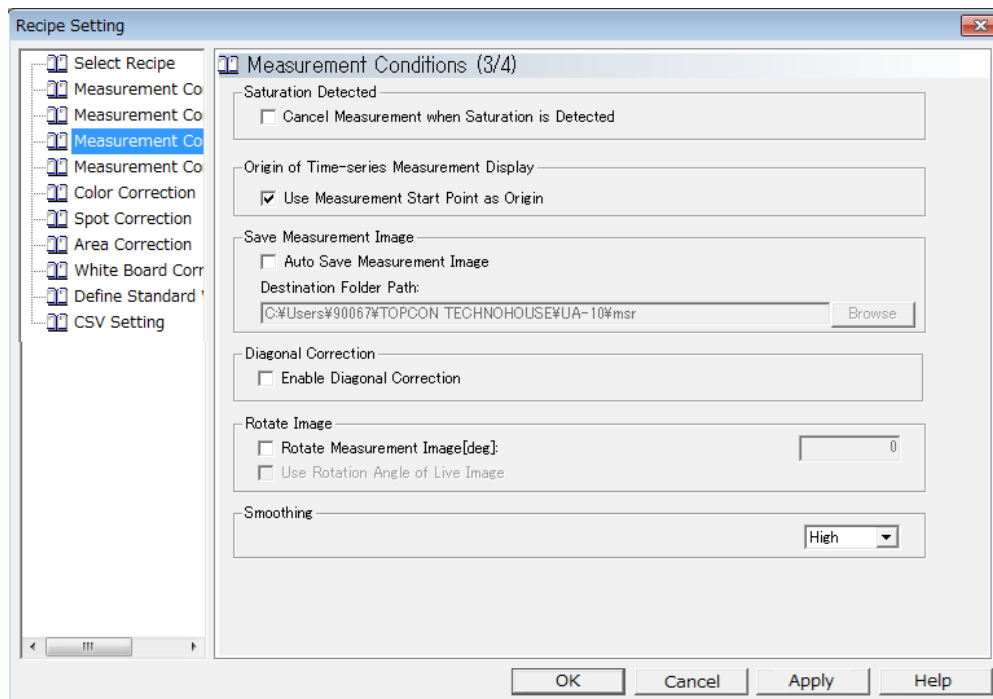 Recipe Setting
Select Recipe
Measurement Co
Measurement Co
Measurement Co
Measurement Co
Color Correction
Spot Correction
Area Correction
White Board Corr
Define Standard
CSV Setting
Measurement Conditions (3/4)
Saturation Detected
Cancel Measurement when Saturation is Detected
Origin of Time-series Measurement Display
Use Measurement Start Point as Origin
Save Measurement Image
Auto Save Measurement Image
Destination Folder Path:
C:¥Users¥90067¥TOPCON TECHNOHOUSE¥UA-10¥msr
Browse
Diagonal Correction
Enable Diagonal Correction
Rotate Image
Rotate Measurement Image[deg]:
0
Use Rotation Angle of Live Image
Smoothing
High
OK
Cancel
Apply
Help